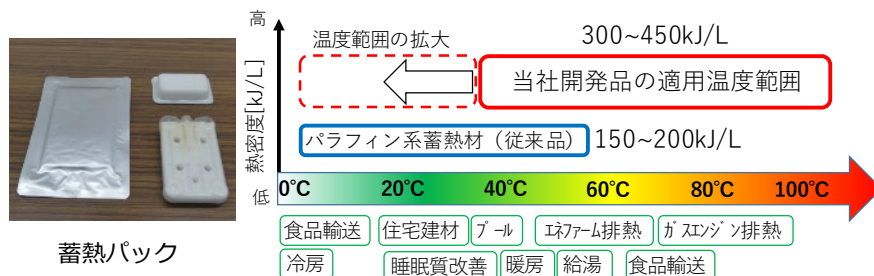 高
温度範囲の拡大
300~450kJ/L
当社開発品の適用温度範囲
熱密度[kJ/L]
パラフィン系蓄熱材（従来品）
150~200kJ/L
低
0℃ 20℃ 40℃ 60℃ 80℃ 100℃
食品輸送 住宅建材 ﾌﾟｰﾙ ｴﾈﾌｧｰﾑ排熱 ｶﾞｽｴﾝｼﾞﾝ排熱
冷房 睡眠質改善 暖房 給湯 食品輸送
蓄熱パック